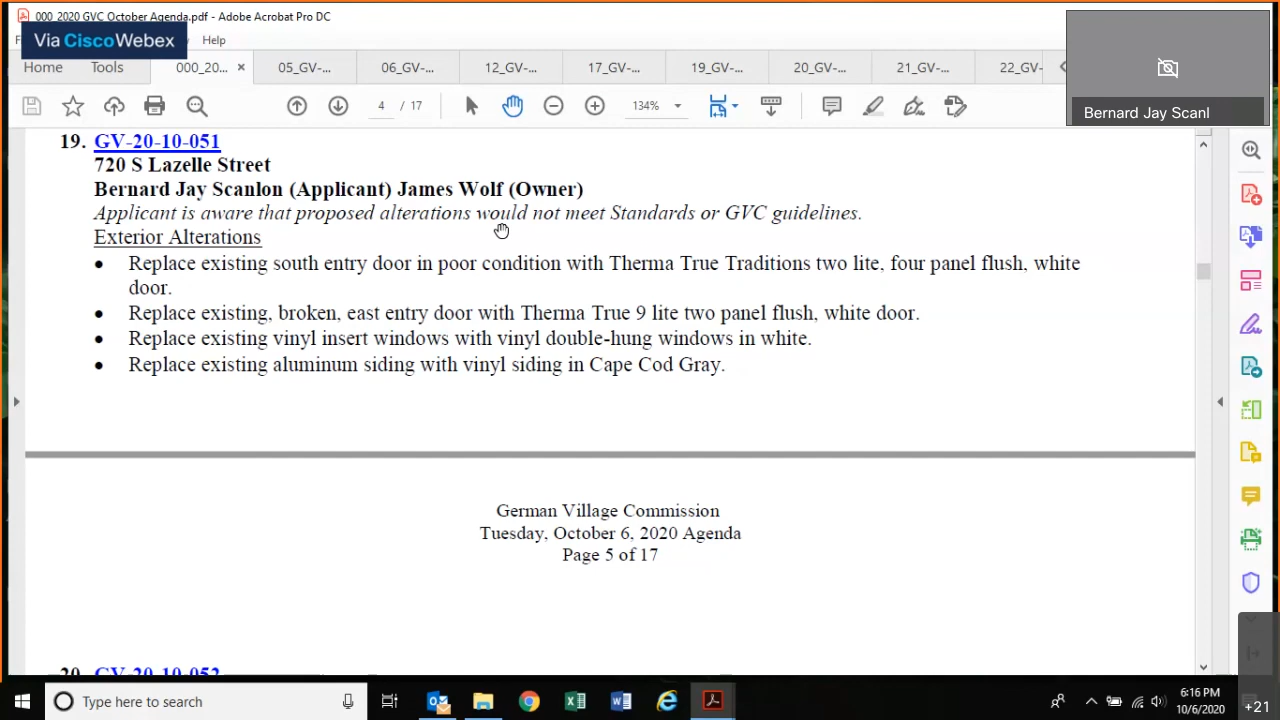 000_2020 GVC October Agenda.pdf - Adobe Acrobat Pro DC
Via Cisco Webex
Help
Home Tools 000_20... × 05_GV-... 06_GV-... 12_GV-... 17_GV-... 19_GV-... 20_GV-... 21_GV-... 22_GV-
4 / 17 134%
Bernard Jay Scanl
19. GV-20-10-051
720 S Lazelle Street
Bernard Jay Scanlon (Applicant) James Wolf (Owner)
Applicant is aware that proposed alterations would not meet Standards or GVC guidelines.
Exterior Alterations
• Replace existing south entry door in poor condition with Therma True Traditions two lite, four panel flush, white
door.
• Replace existing, broken, east entry door with Therma True 9 lite two panel flush, white door.
• Replace existing vinyl insert windows with vinyl double-hung windows in white.
• Replace existing aluminum siding with vinyl siding in Cape Cod Gray.
German Village Commission
Tuesday, October 6, 2020 Agenda
Page 5 of 17
20. GV-20-10-052
Type here to search
6:16 PM
10/6/2020
+21